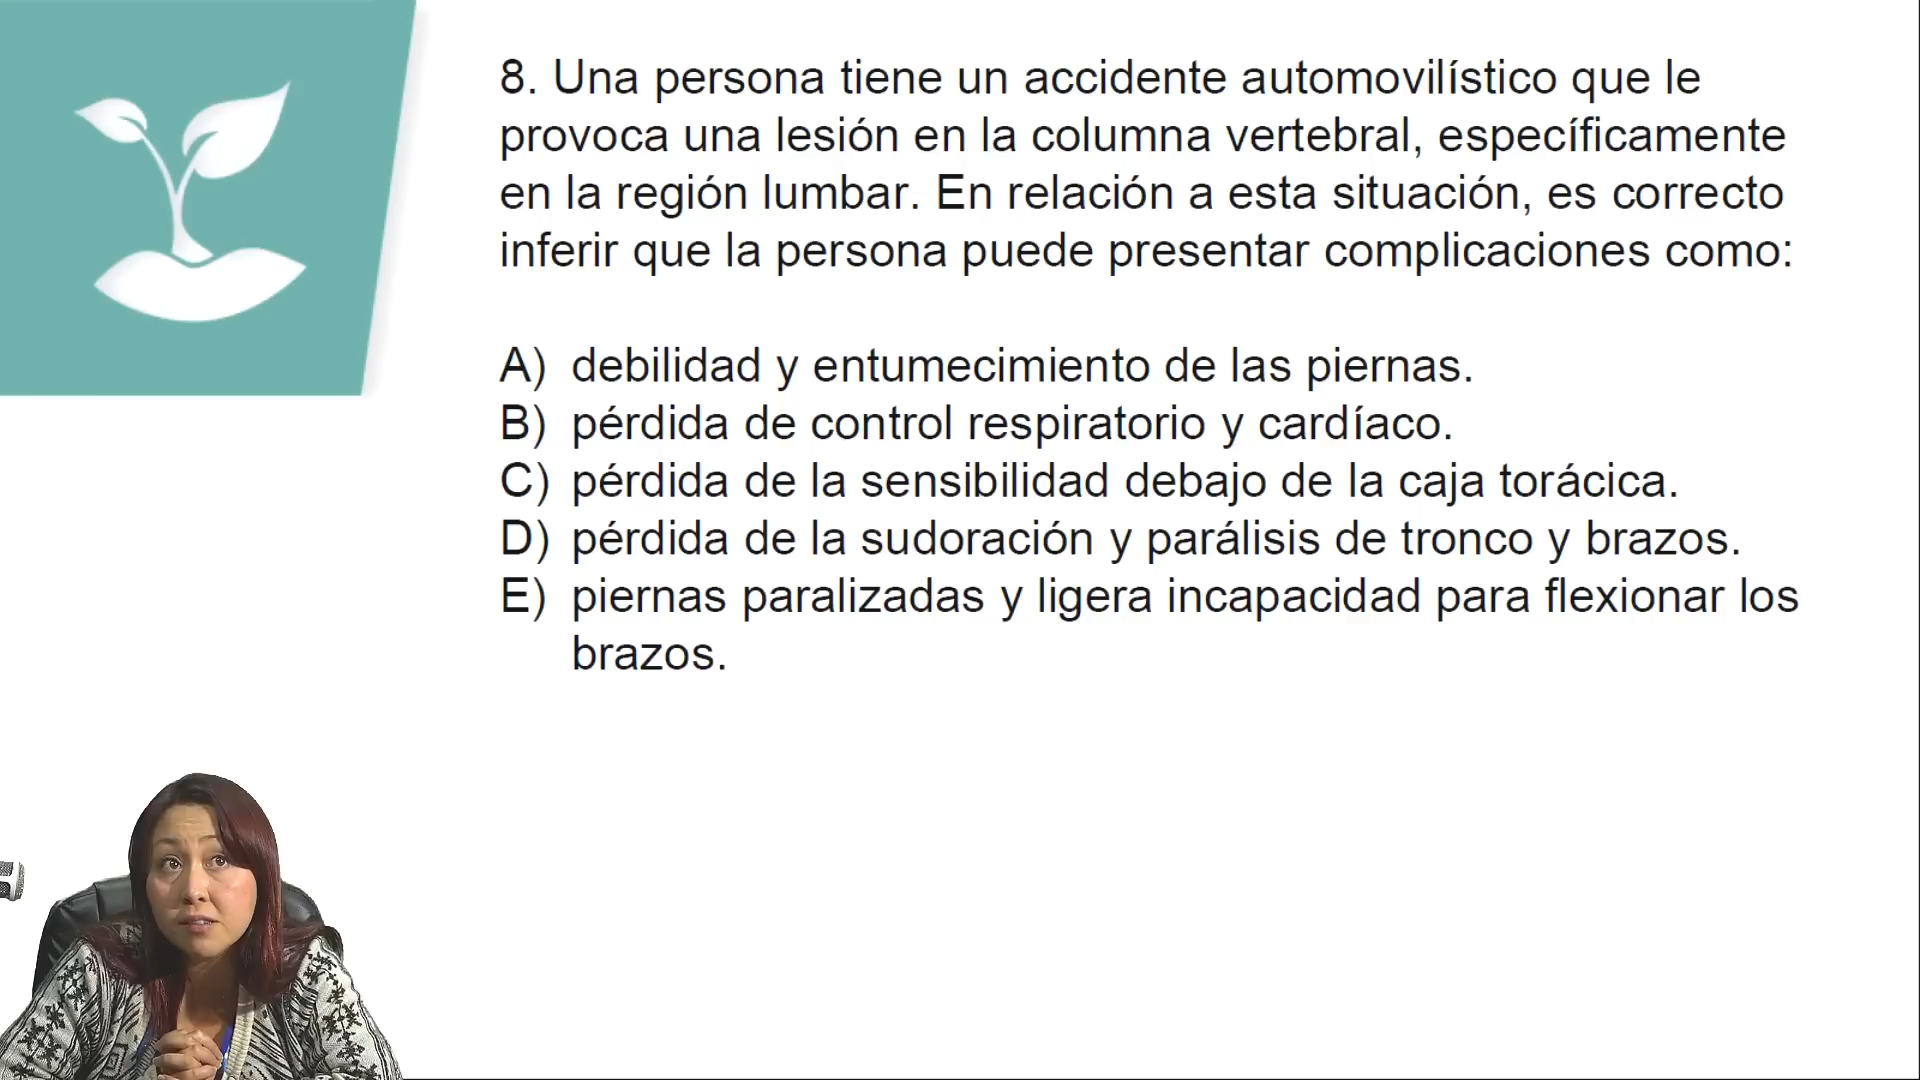 8. Una persona tiene un accidente automovilístico que le
provoca una lesión en la columna vertebral, específicamente
en la región lumbar. En relación a esta situación, es correcto
inferir que la persona puede presentar complicaciones como:
A) debilidad y entumecimiento de las piernas.
B) pérdida de control respiratorio y cardíaco.
C) pérdida de la sensibilidad debajo de la caja torácica.
D) pérdida de la sudoración y parálisis de tronco y brazos.
E) piernas paralizadas y ligera incapacidad para flexionar los
brazos.